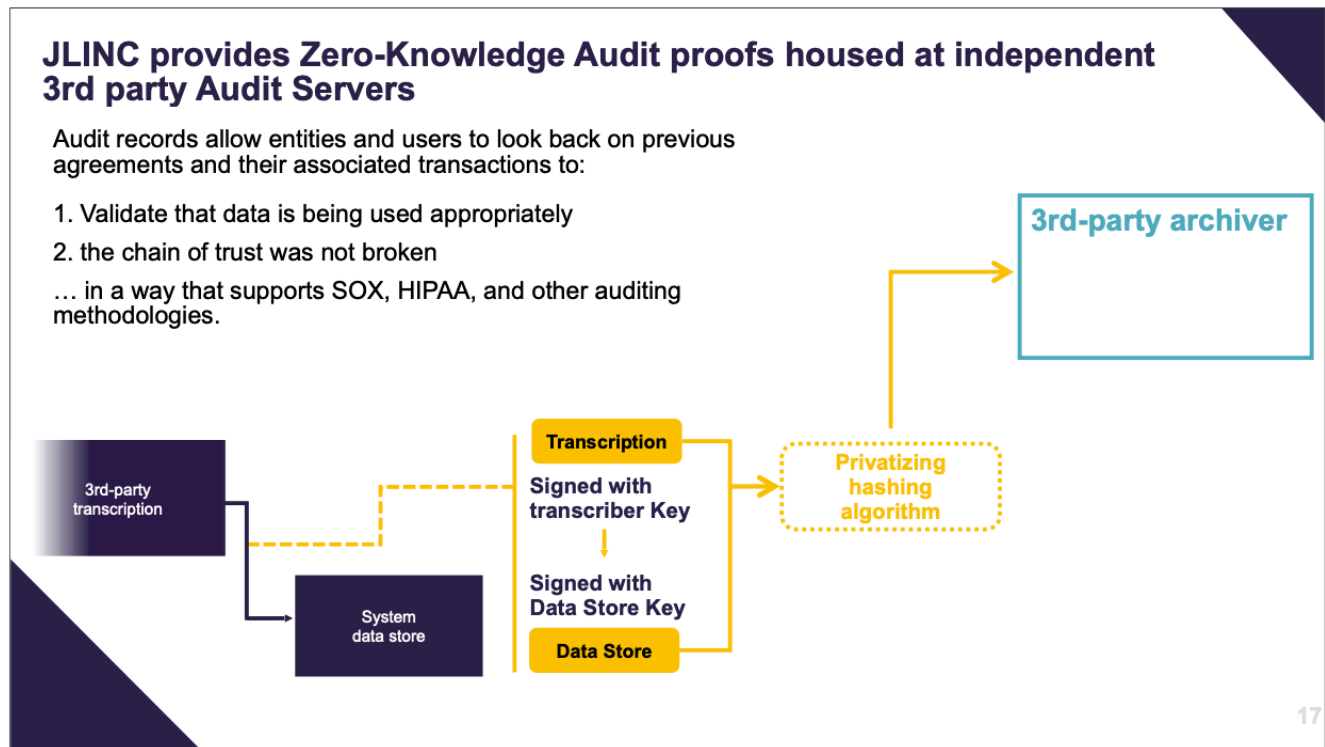 JLINC provides Zero-Knowledge Audit proofs housed at independent
3rd party Audit Servers
Audit records allow entities and users to look back on previous
agreements and their associated transactions to:
1. Validate that data is being used appropriately
2. the chain of trust was not broken
… in a way that supports SOX, HIPAA, and other auditing
methodologies.
3rd-party archiver
3rd-party
transcription
System
data store
Transcription
Signed with
transcriber Key
Signed with
Data Store Key
Data Store
Privatizing
hashing
algorithm
17